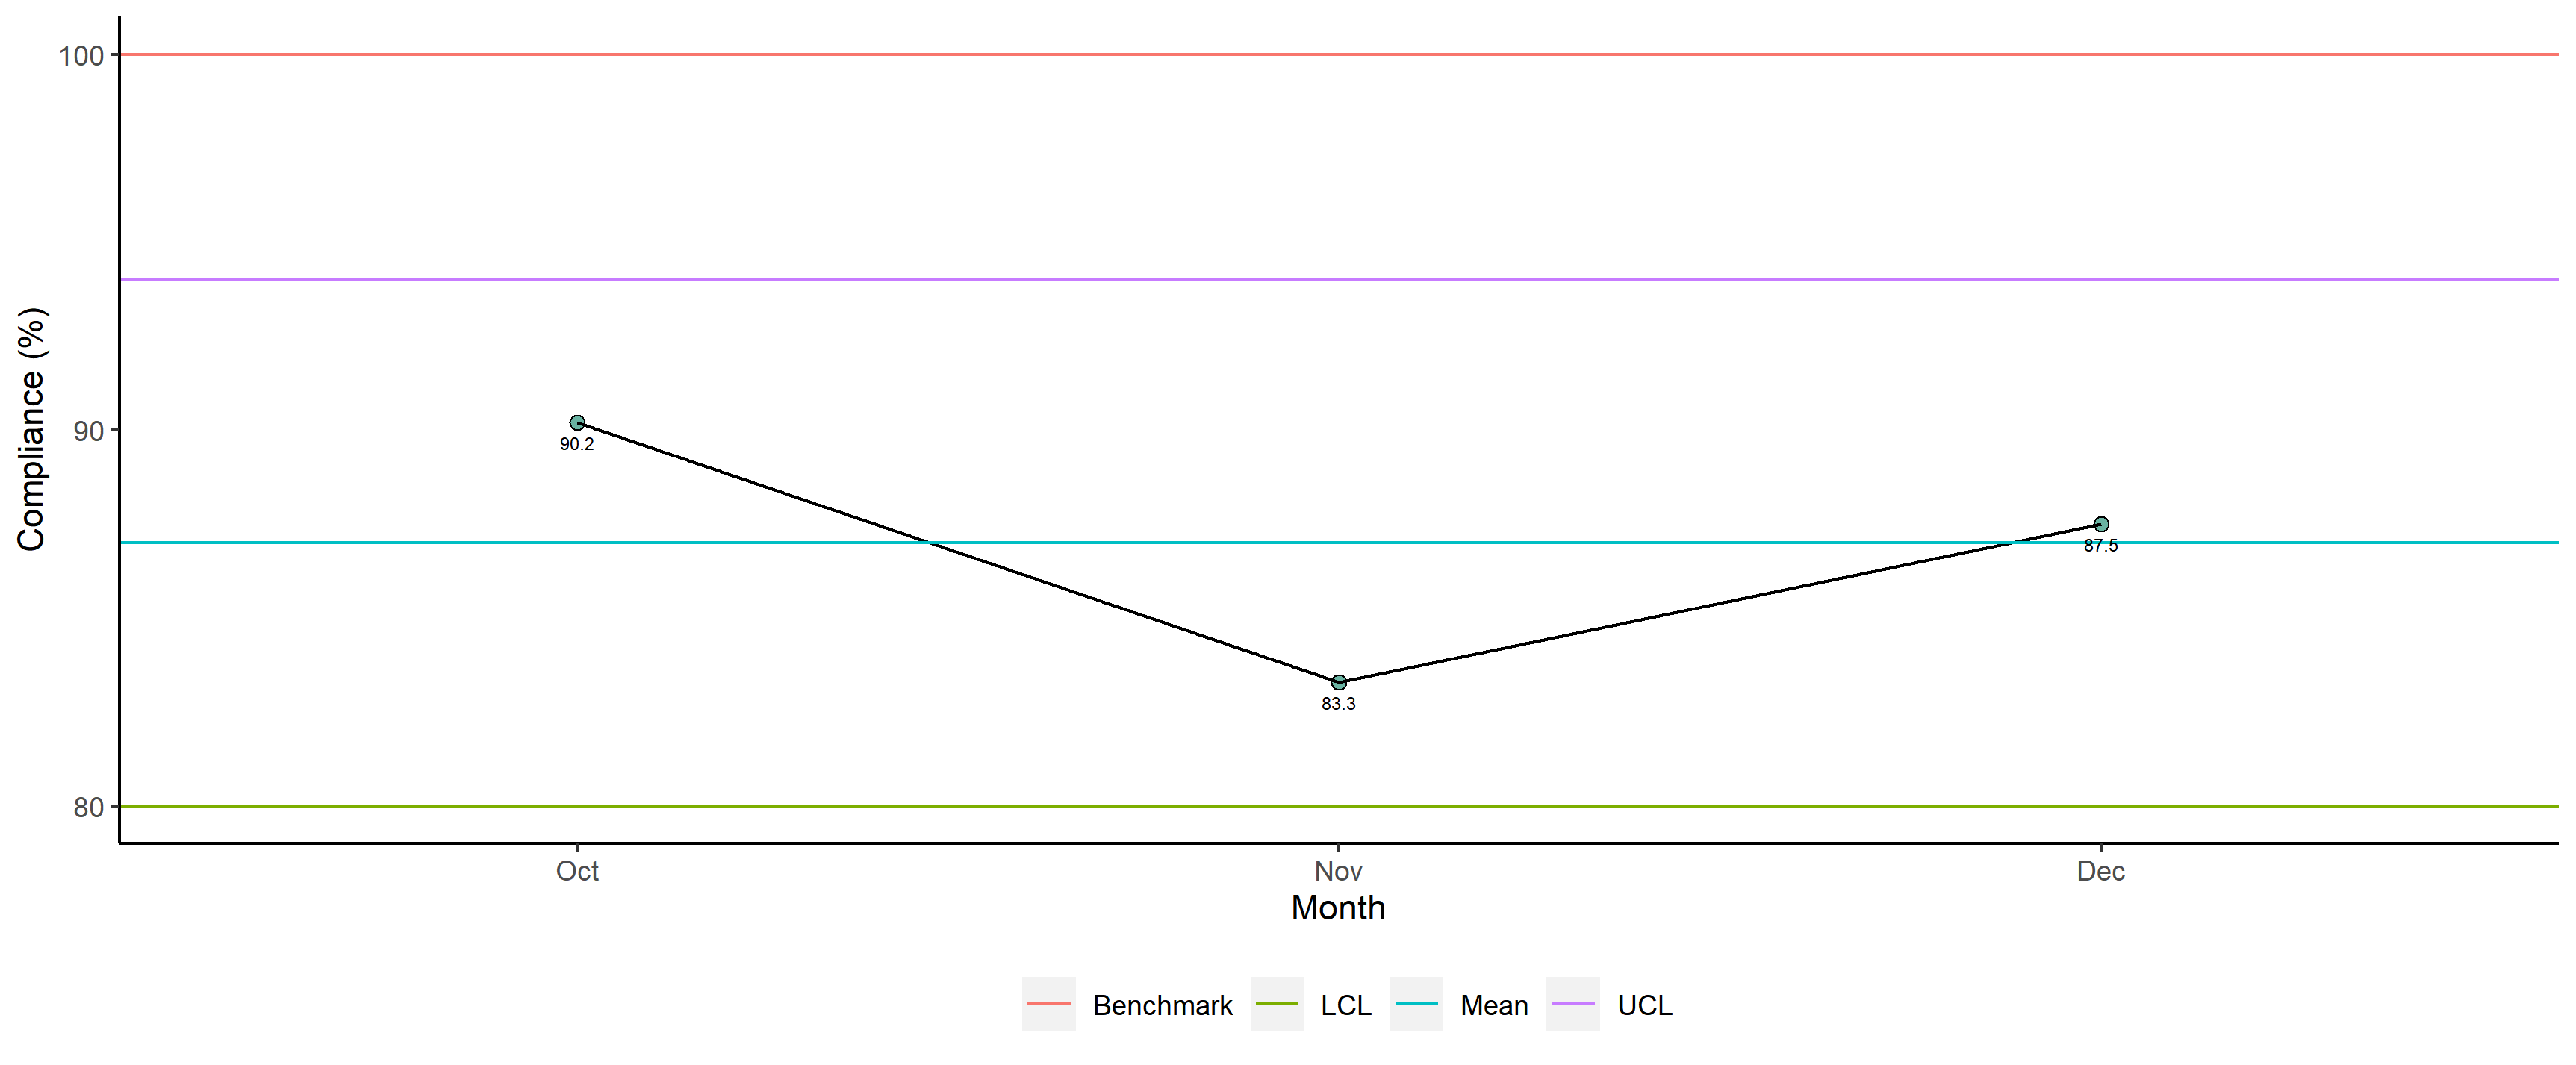 Compliance (%)
100
90
80
90.2
83.3
87.5
Oct Nov Dec
Month
Benchmark LCL Mean UCL